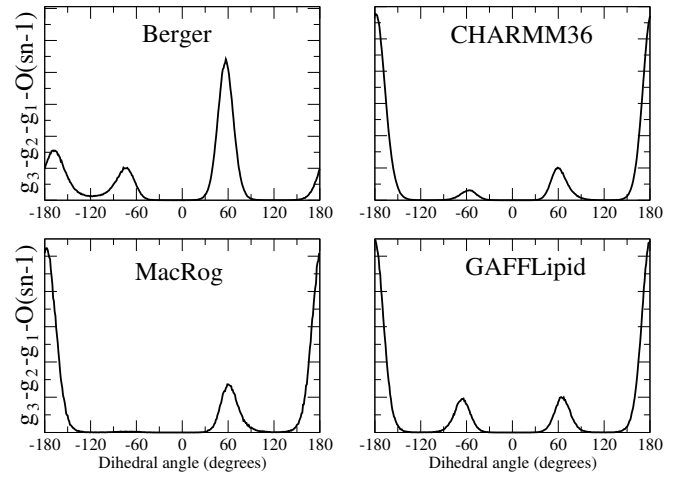 Berger
g3-g2-g1-O(sn-1)
-180 -120 -60 0 60 120 180
CHARMM36
-180 -120 -60 0 60 120 180
MacRog
g3-g2-g1-O(sn-1)
-180 -120 -60 0 60 120 180
Dihedral angle (degrees)
GAFFLipid
-180 -120 -60 0 60 120 180
Dihedral angle (degrees)